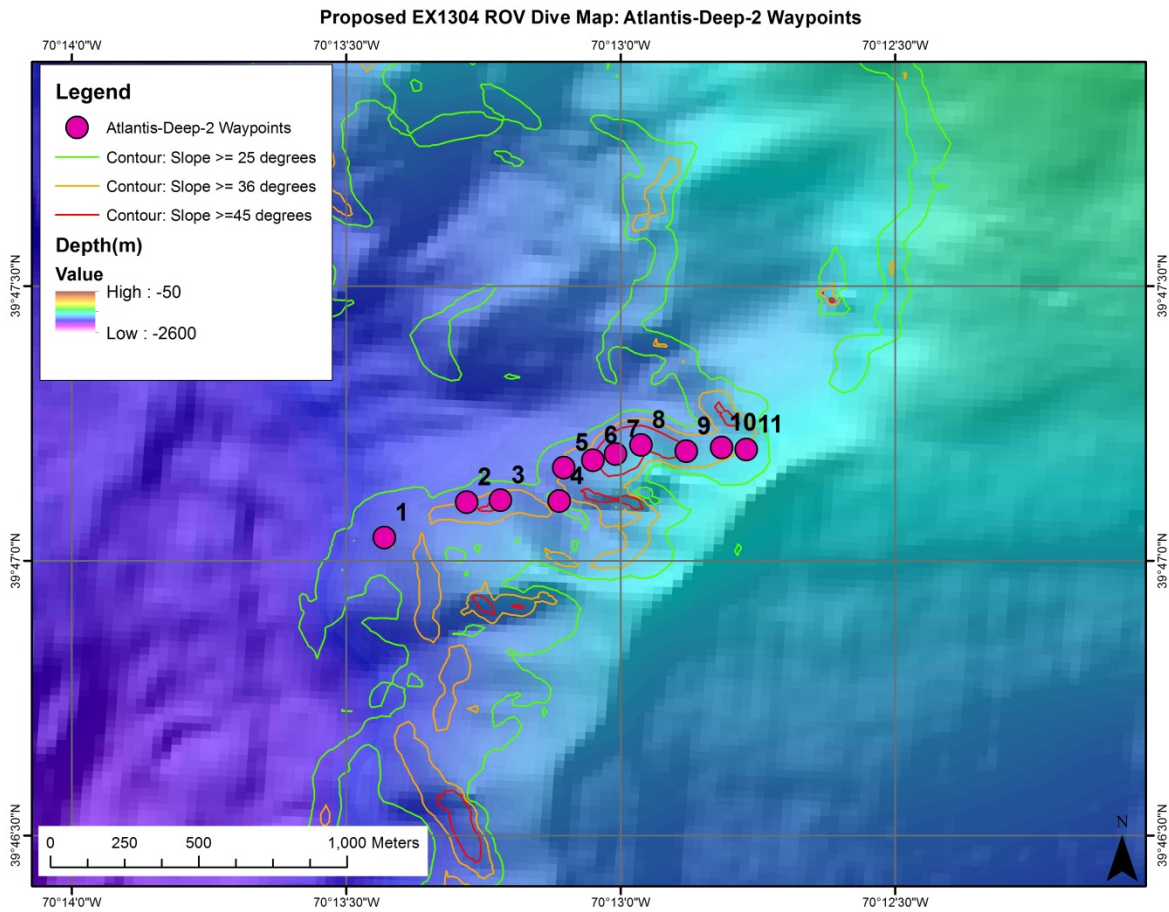 Proposed EX1304 ROV Dive Map: Atlantis-Deep-2 Waypoints
70°14'0"W 70°13'30"W 70°13'0"W 70°12'30"W
Legend
Atlantis-Deep-2 Waypoints
Contour: Slope >= 25 degrees
Contour: Slope >= 36 degrees
Contour: Slope >=45 degrees
Depth(m)
Value
High : -50
Low : -2600
39°47'30"N 39°47'30"N
1 2 3 4 5 6 7 8 9 10 11
39°47'0"N 39°47'0"N
39°46'30"N 39°46'30"N
0 250 500 1,000 Meters
N
70°14'0"W 70°13'30"W 70°13'0"W 70°12'30"W